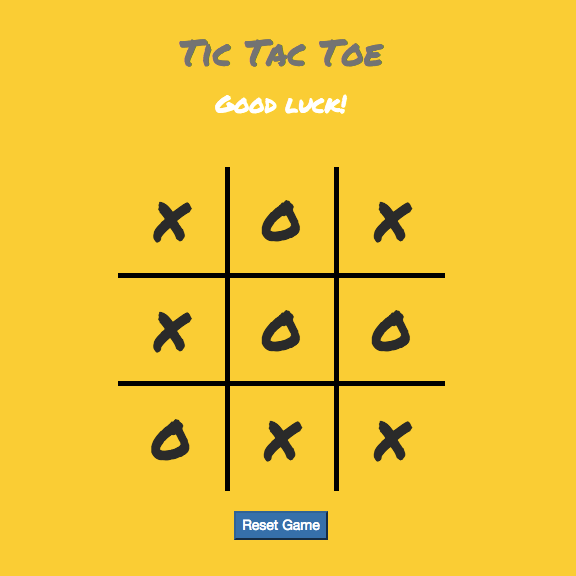 Tic Tac Toe
Good luck!
X O X
X O O
O X X
Reset Game